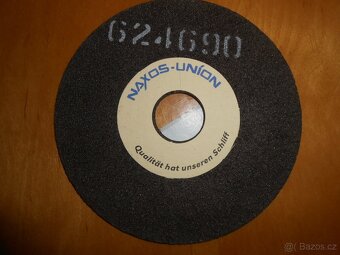 624690
NAXOS-UNION
Qualität hat unseren Schliff
© Bazos.cz